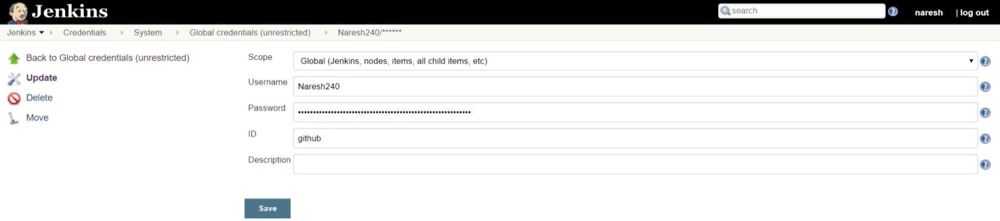 Jenkins
search
naresh | log out
Jenkins Credentials System Global credentials (unrestricted) Naresh240/******
Back to Global credentials (unrestricted)
Update
Delete
Move
Scope Global (Jenkins, nodes, items, all child items, etc)
Username Naresh240
Password ••••••••••••••••••••••••••••••••••••••••••••••••••••••••••
ID github
Description
Save